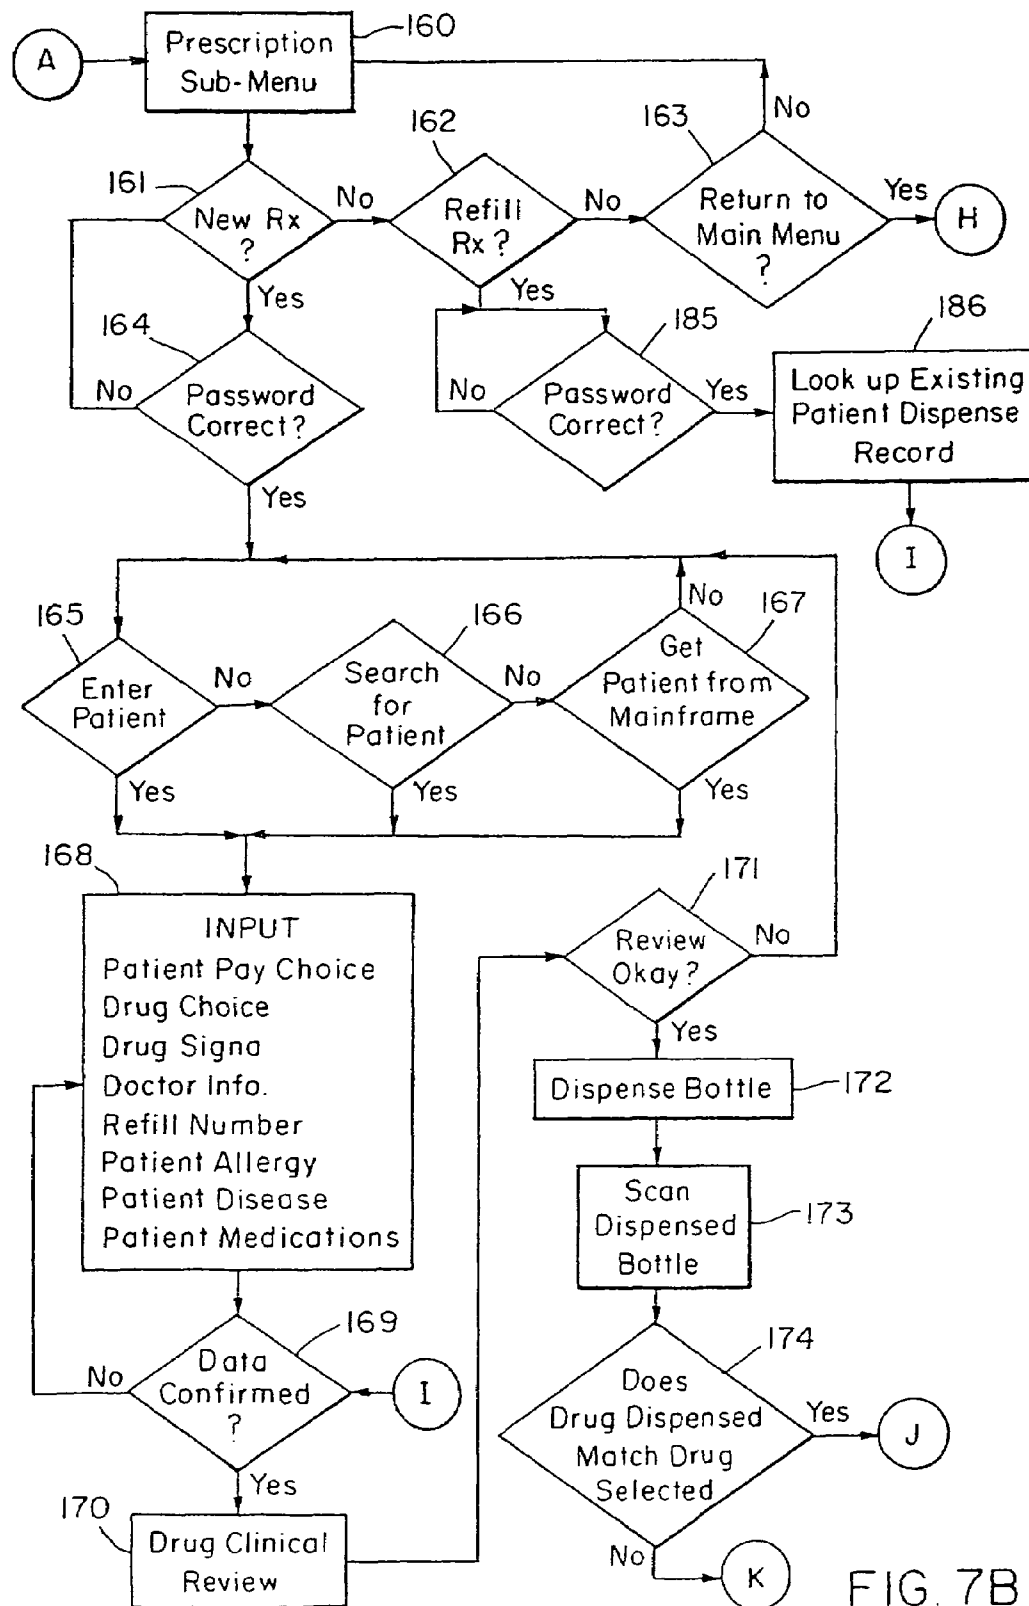 A
Prescription
Sub-Menu
160
No
161
New Rx
?
No
162
Refill
Rx?
No
163
Return to
Main Menu
?
Yes
H
Yes
Yes
164
No
Password
Correct?
Yes
185
No
Password
Correct?
Yes
186
Look up Existing
Patient Dispense
Record
I
165
Enter
Patient
No
Yes
166
Search
for
Patient
No
Yes
167
No
Get
Patient from
Mainframe
Yes
168
INPUT
Patient Pay Choice
Drug Choice
Drug Signa
Doctor Info.
Refill Number
Patient Allergy
Patient Disease
Patient Medications
169
No
Data
Confirmed
?
I
Yes
170
Drug Clinical
Review
171
Review
Okay?
No
Yes
Dispense Bottle
172
Scan
Dispensed
Bottle
173
174
Does
Drug Dispensed
Match Drug
Selected
Yes
J
No
K
FIG. 7B